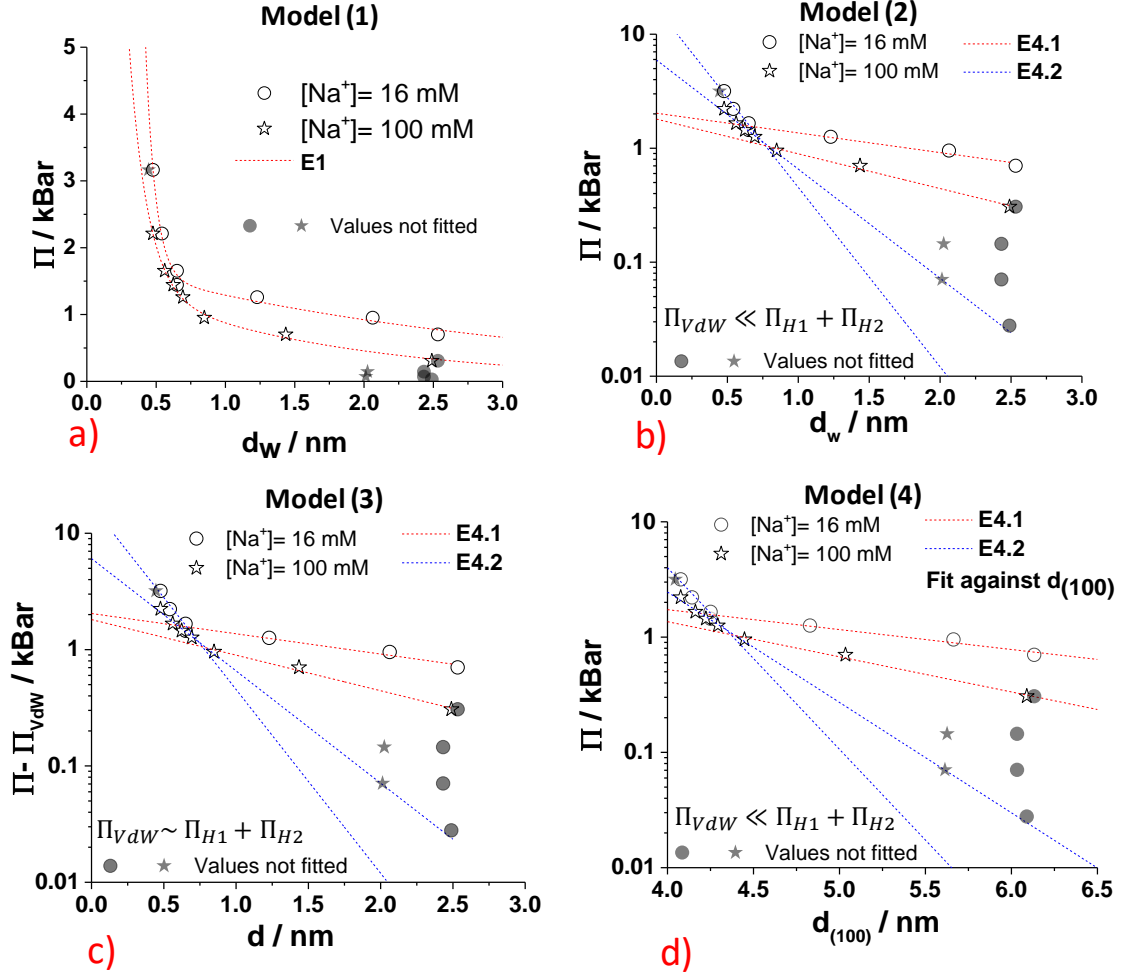 Model (1)
5
4
3
2
1
0
Π / kBar
[Na⁺]= 16 mM
[Na⁺]= 100 mM
E1
Values not fitted
0.0 0.5 1.0 1.5 2.0 2.5 3.0
d_W / nm
a)
Model (2)
10
1
0.1
0.01
Π / kBar
[Na⁺]= 16 mM
[Na⁺]= 100 mM
E4.1
E4.2
Π_VdW ≪ Π_H1 + Π_H2
Values not fitted
0.0 0.5 1.0 1.5 2.0 2.5 3.0
d_w / nm
b)
Model (3)
10
1
0.1
0.01
Π- Π_VdW / kBar
[Na⁺]= 16 mM
[Na⁺]= 100 mM
E4.1
E4.2
Π_VdW ~ Π_H1 + Π_H2
Values not fitted
0.0 0.5 1.0 1.5 2.0 2.5 3.0
d / nm
c)
Model (4)
10
1
0.1
0.01
Π / kBar
[Na⁺]= 16 mM
[Na⁺]= 100 mM
E4.1
E4.2
Fit against d_(100)
Π_VdW ≪ Π_H1 + Π_H2
Values not fitted
4.0 4.5 5.0 5.5 6.0 6.5
d_(100) / nm
d)